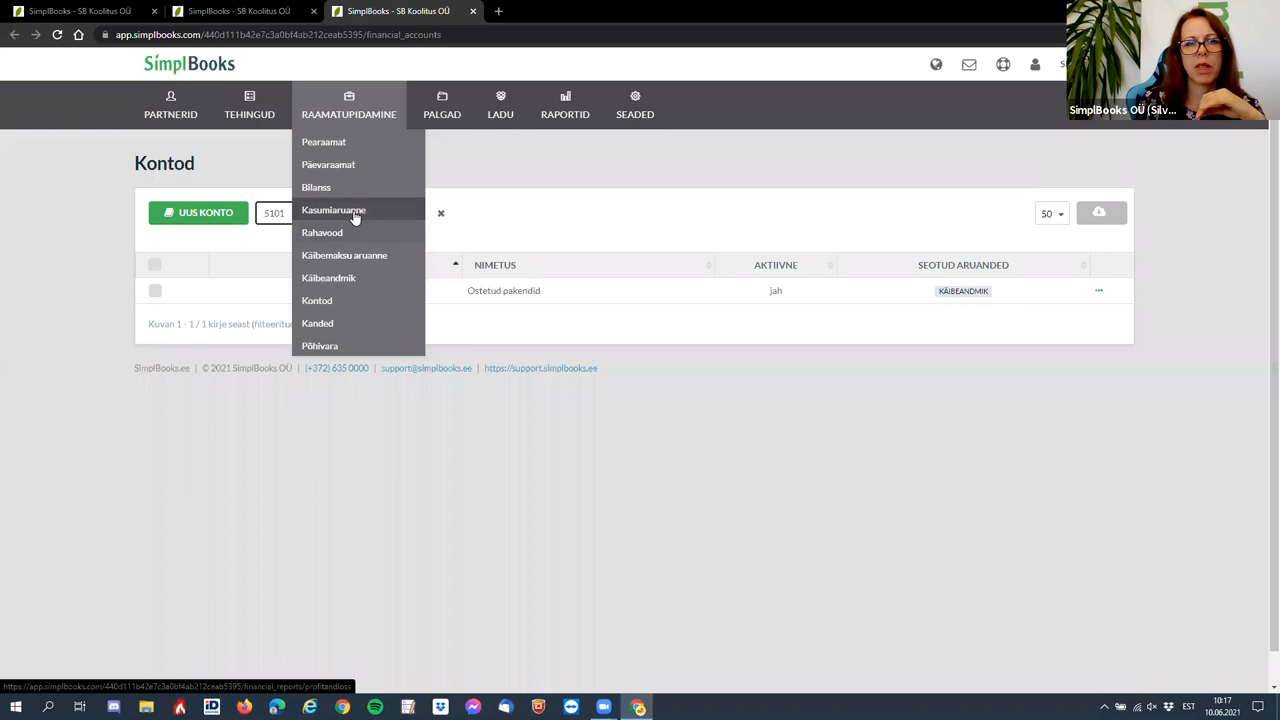 SimplBooks - SB Koolitus OÜ
SimplBooks - SB Koolitus OÜ
SimplBooks - SB Koolitus OÜ
app.simplbooks.com/440d111b42e7c3a0bf4ab212ceab5395/financial_accounts
SimplBooks
SimplBooks OÜ (Silv...
PARTNERID
TEHINGUD
RAAMATUPIDAMINE
PALGAD
LADU
RAPORTID
SEADED
Pearaamat
Päevaraamat
Bilanss
Kasumiaruanne
Rahavood
Käibemaksu aruanne
Käibeandmik
Kontod
Kanded
Põhivara
Kontod
UUS KONTO
5101
50
NIMETUS
AKTIIVNE
SEOTUD ARUANDED
Ostetud pakendid
jah
KÄIBEANDMIK
Kuvan 1 - 1 / 1 kirje seast
SimplBooks.ee | © 2021 SimplBooks OÜ | (+372) 635 0000 | support@simplbooks.ee | https://support.simplbooks.ee
https://app.simplbooks.com/440d111b42e7c3a0bf4ab212ceab5395/financial_reports/profitandloss
EST
10:17
10.06.2021